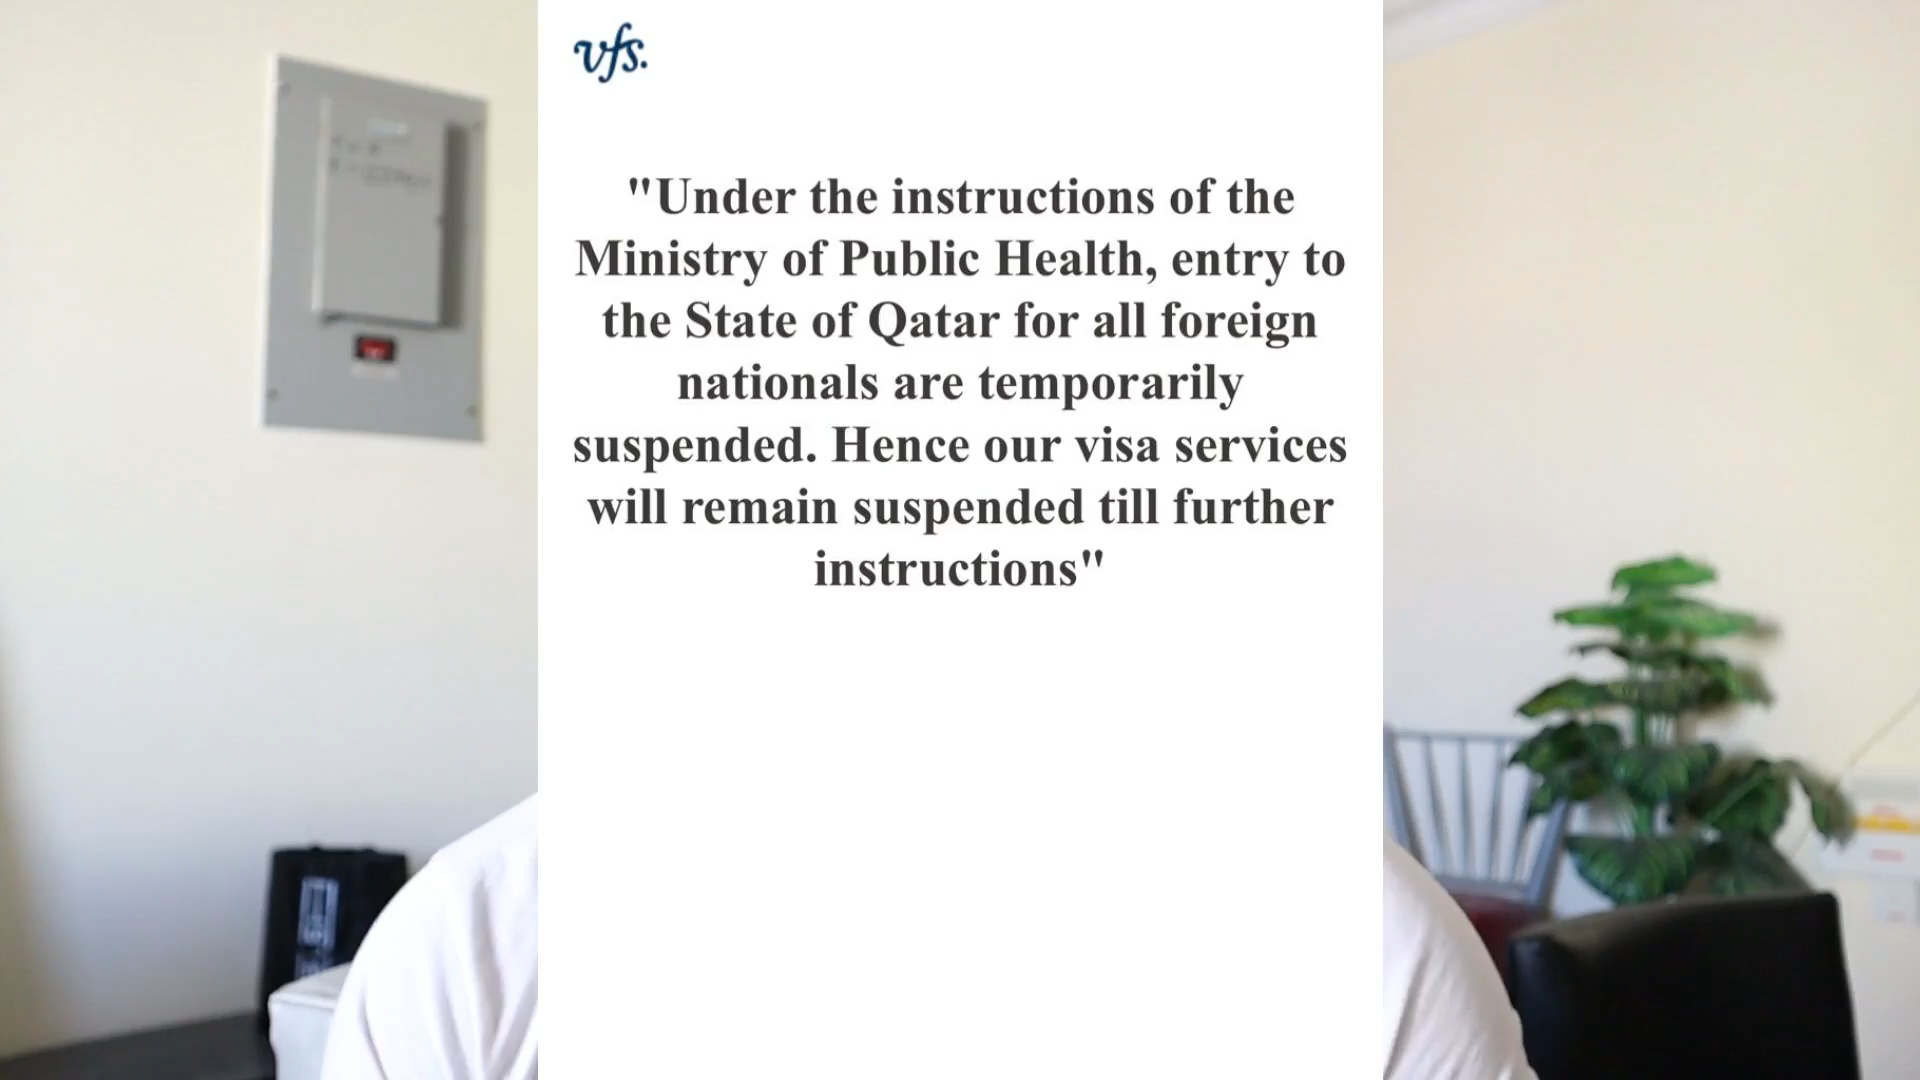 vfs.
"Under the instructions of the
Ministry of Public Health, entry to
the State of Qatar for all foreign
nationals are temporarily
suspended. Hence our visa services
will remain suspended till further
instructions"